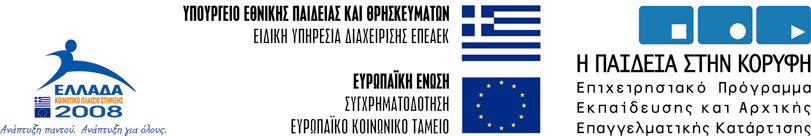 ΕΛΛΑΔΑ
ΚΟΙΝΟΤΙΚΟ ΠΛΑΙΣΙΟ ΣΤΗΡΙΞΗΣ
2008
Ανάπτυξη παντού. Ανάπτυξη για όλους.
ΥΠΟΥΡΓΕΙΟ ΕΘΝΙΚΗΣ ΠΑΙΔΕΙΑΣ ΚΑΙ ΘΡΗΣΚΕΥΜΑΤΩΝ
ΕΙΔΙΚΗ ΥΠΗΡΕΣΙΑ ΔΙΑΧΕΙΡΙΣΗΣ ΕΠΕΑΕΚ
ΕΥΡΩΠΑΪΚΗ ΕΝΩΣΗ
ΣΥΓΧΡΗΜΑΤΟΔΟΤΗΣΗ
ΕΥΡΩΠΑΪΚΟ ΚΟΙΝΩΝΙΚΟ ΤΑΜΕΙΟ
Η ΠΑΙΔΕΙΑ ΣΤΗΝ ΚΟΡΥΦΗ
Επιχειρησιακό Πρόγραμμα
Εκπαίδευσης και Αρχικής
Επαγγελματικής Κατάρτισης